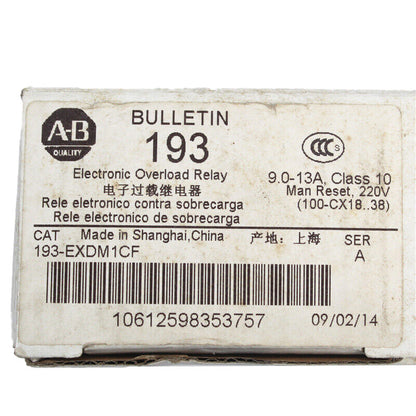 A-B
QUALITY
BULLETIN
193
Electronic Overload Relay
电子过载继电器
Rele eletronico contra sobrecarga
Rele eléctronico de sobrecarga
CCC S
9.0-13A, Class 10
Man Reset, 220V
(100-CX18..38)
CAT Made in Shanghai,China 产地: 上海 SER
193-EXDM1CF A
10612598353757 09/02/14